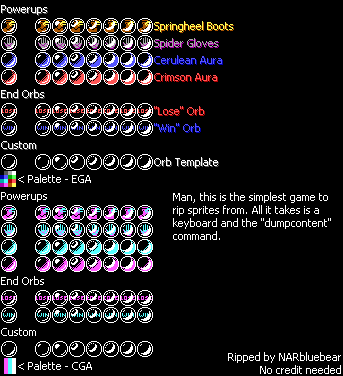 Powerups
Springheel Boots
Spider Gloves
Cerulean Aura
Crimson Aura
End Orbs
"Lose" Orb
"Win" Orb
Custom
Orb Template
< Palette - EGA
Powerups
Man, this is the simplest game to
rip sprites from. All it takes is a
keyboard and the "dumpcontent"
command.
End Orbs
Custom
< Palette - CGA
Ripped by NARbluebear
No credit needed